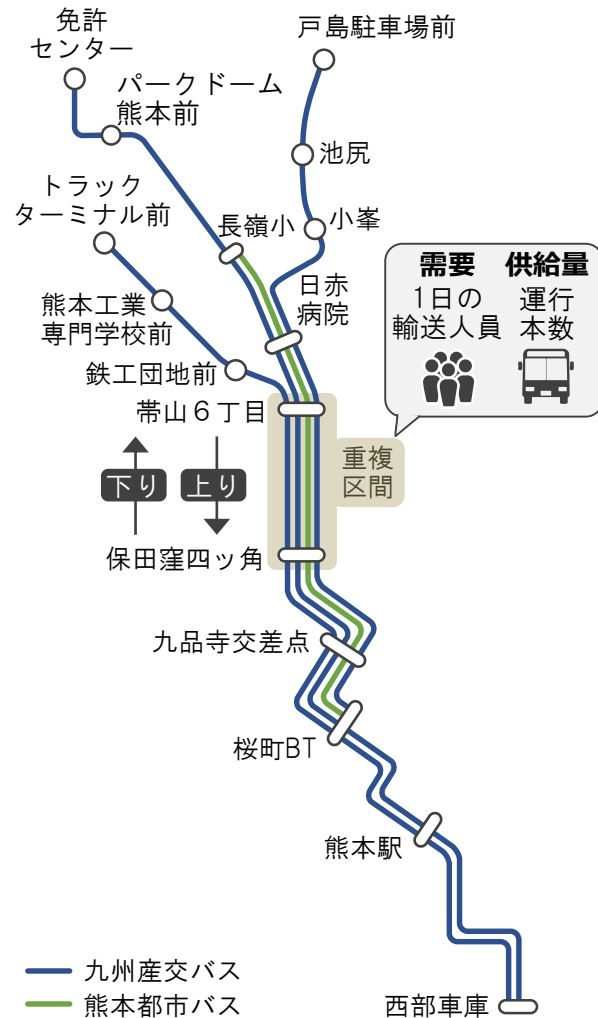 免許
センター
戸島駐車場前
パークドーム
熊本前
池尻
トラック
ターミナル前
長嶺小
小峯
熊本工業
専門学校前
日赤
病院
需要
供給量
1日の
輸送人員
運行
本数
鉄工団地前
帯山6丁目
重複
区間
下り
上り
保田窪四ッ角
九品寺交差点
桜町BT
熊本駅
九州産交バス
熊本都市バス
西部車庫